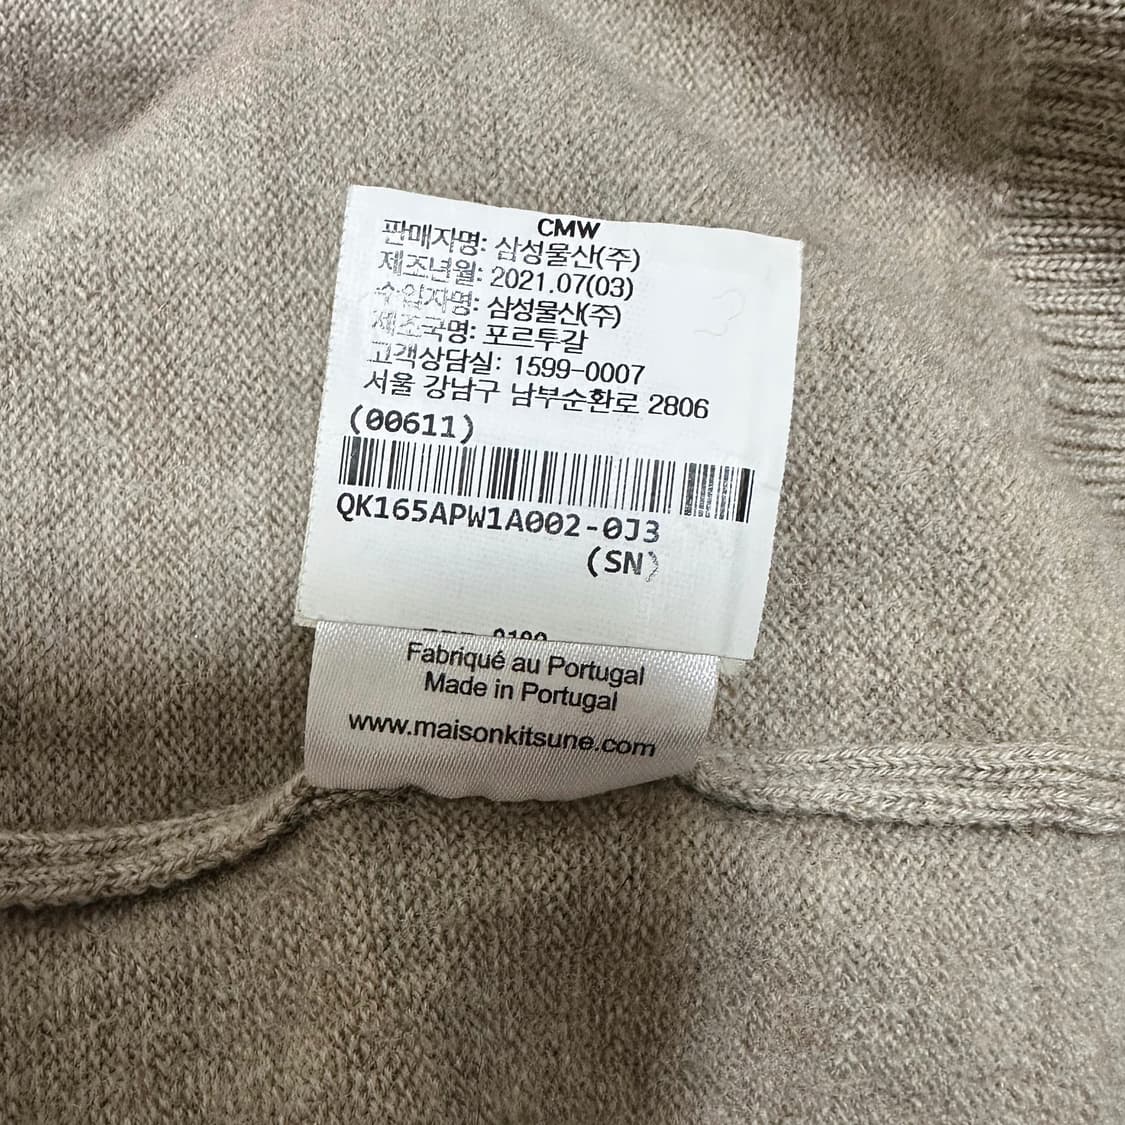 CMW
판매자명: 삼성물산(주)
제조년월: 2021.07(03)
수입자명: 삼성물산(주)
제조국명: 포르투갈
고객상담실: 1599-0007
서울 강남구 남부순환로 2806
(00611)
QK165APW1A002-0J3
(SN)
Fabriqué au Portugal
Made in Portugal
www.maisonkitsune.com